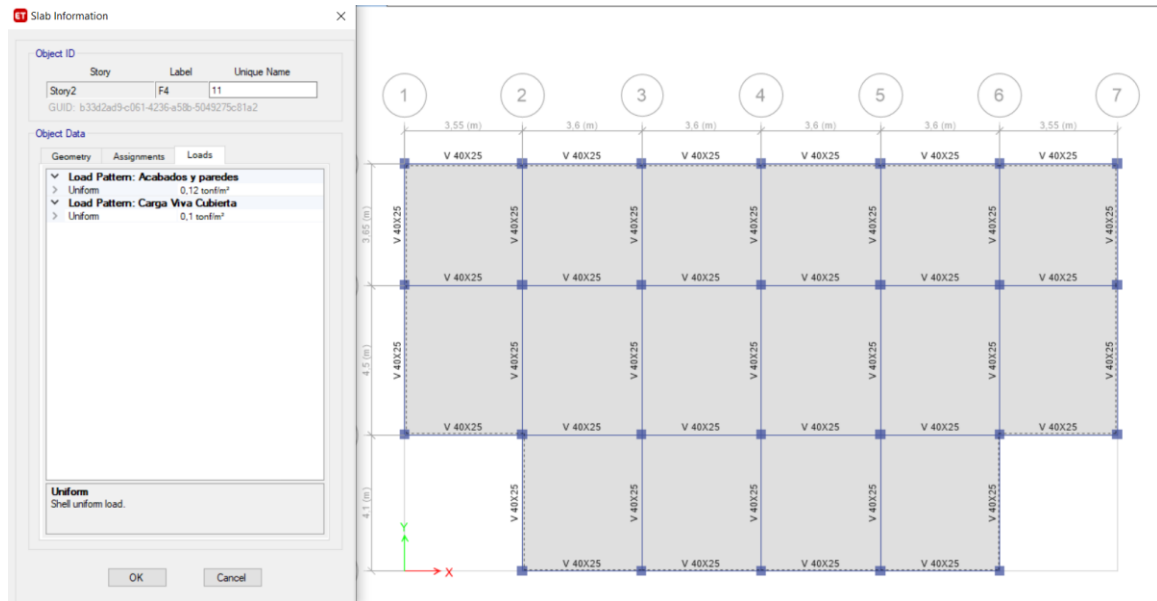 ET Slab Information
Object ID
Story Label Unique Name
Story2 F4 11
GUID: b33d2ad9-c061-4236-a58b-5049275c81a2
Object Data
Geometry Assignments Loads
Load Pattern: Acabados y paredes
Uniform 0,12 tonf/m²
Load Pattern: Carga Viva Cubierta
Uniform 0,1 tonf/m²
Uniform
Shell uniform load.
OK Cancel
1 2 3 4 5 6 7
3,55 (m) 3,6 (m) 3,6 (m) 3,6 (m) 3,6 (m) 3,55 (m)
V 40X25 V 40X25 V 40X25 V 40X25 V 40X25 V 40X25
3,65 (m) V 40X25 V 40X25 V 40X25 V 40X25 V 40X25 V 40X25 V 40X25
V 40X25 V 40X25 V 40X25 V 40X25 V 40X25 V 40X25
4,5 (m) V 40X25 V 40X25 V 40X25 V 40X25 V 40X25 V 40X25 V 40X25
V 40X25 V 40X25 V 40X25 V 40X25 V 40X25 V 40X25
4,1 (m) V 40X25 V 40X25 V 40X25 V 40X25 V 40X25
Y
X
V 40X25 V 40X25 V 40X25 V 40X25